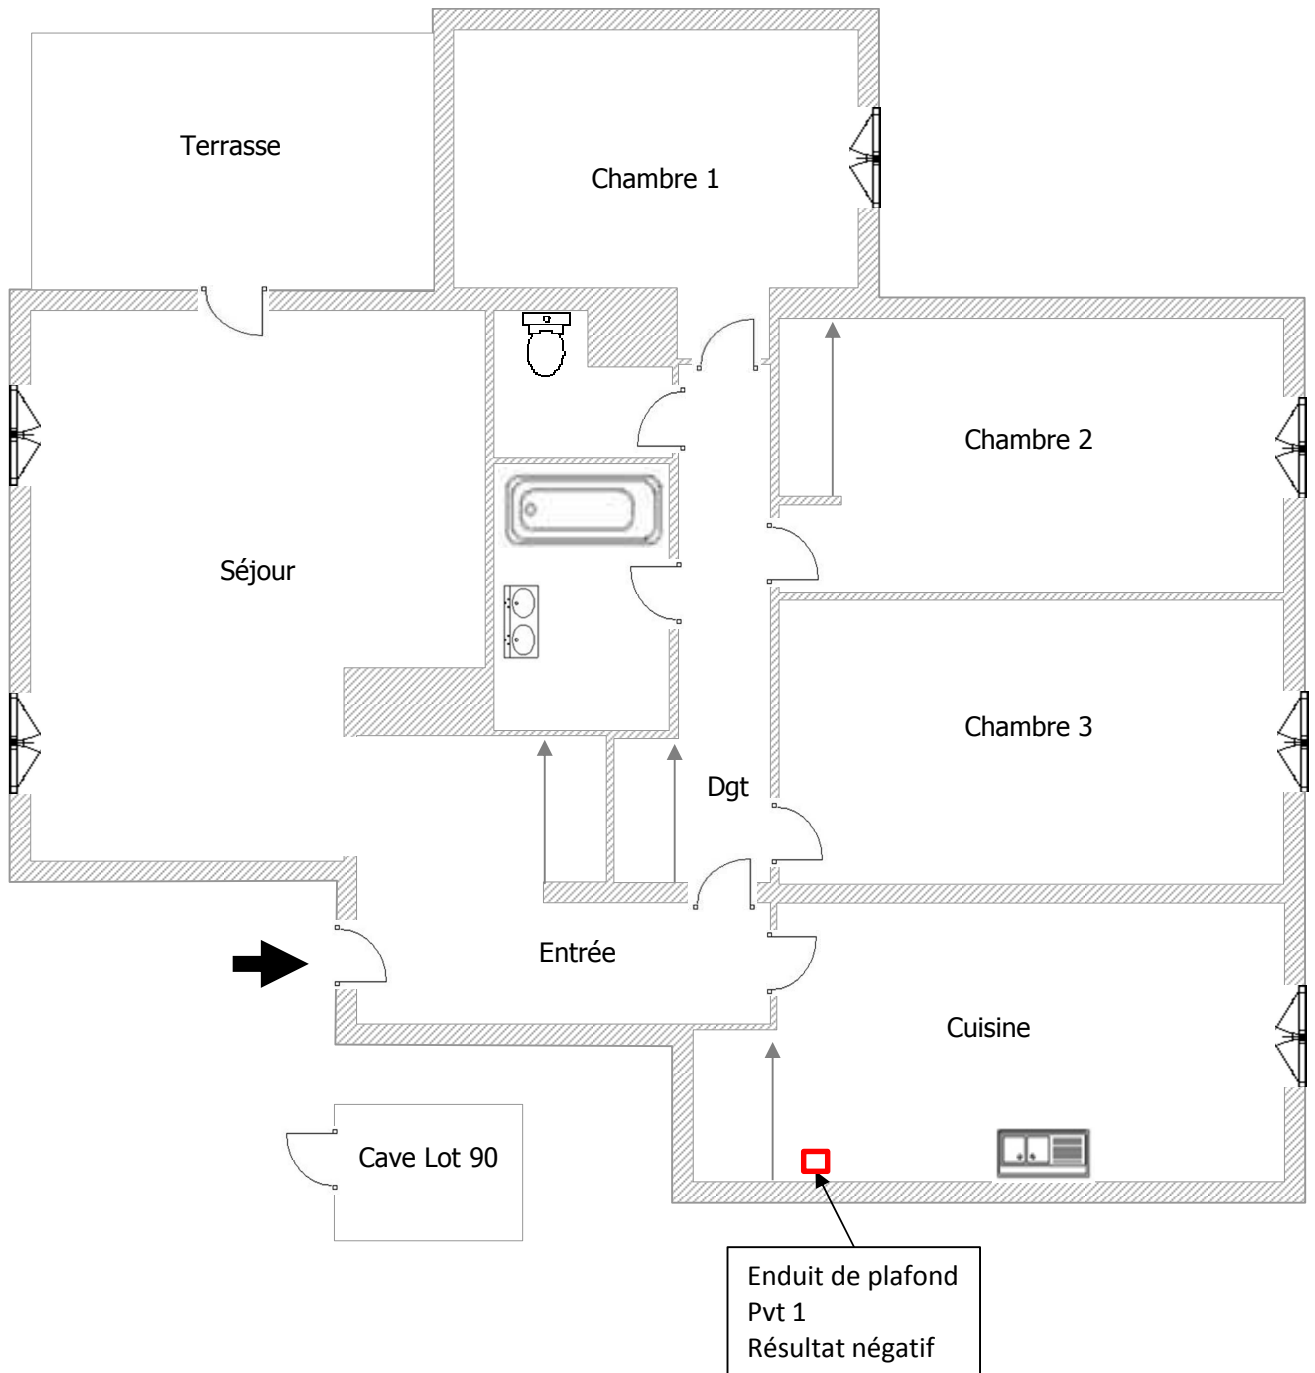 Terrasse
Chambre 1
Chambre 2
Séjour
Chambre 3
Dgt
Entrée
Cuisine
Cave Lot 90
Enduit de plafond
Pvt 1
Résultat négatif